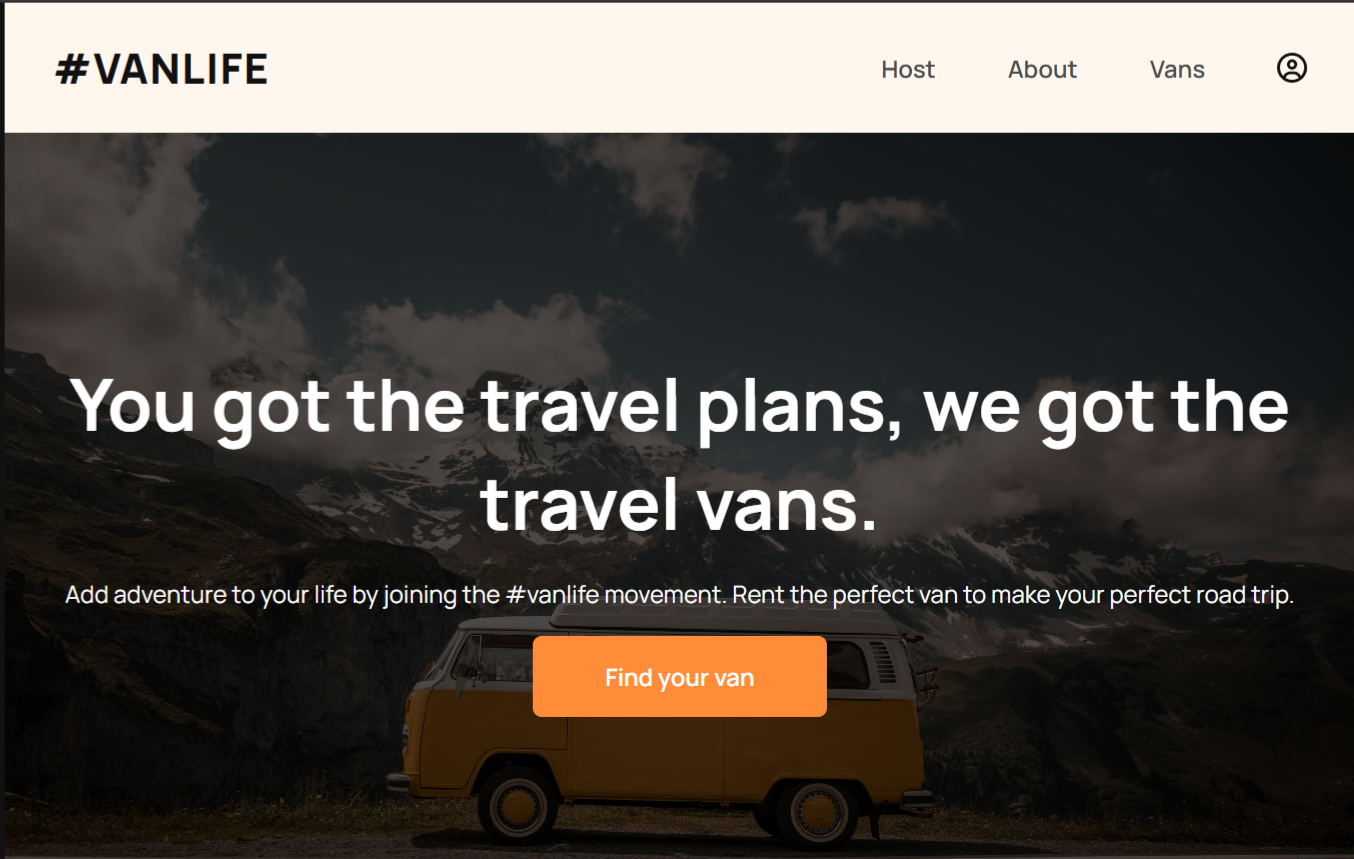 #VANLIFE
Host About Vans
You got the travel plans, we got the
travel vans.
Add adventure to your life by joining the #vanlife movement. Rent the perfect van to make your perfect road trip.
Find your van